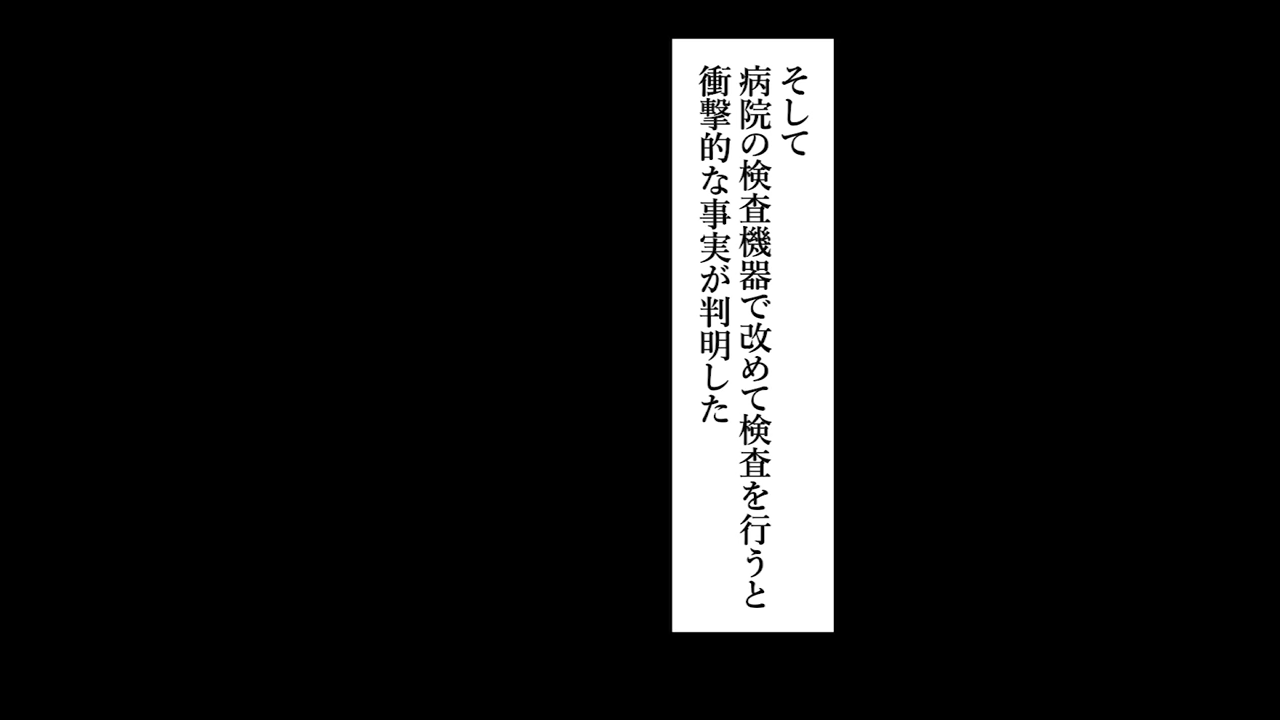 そして
病院の検査機器で改めて検査を行うと
衝撃的な事実が判明した